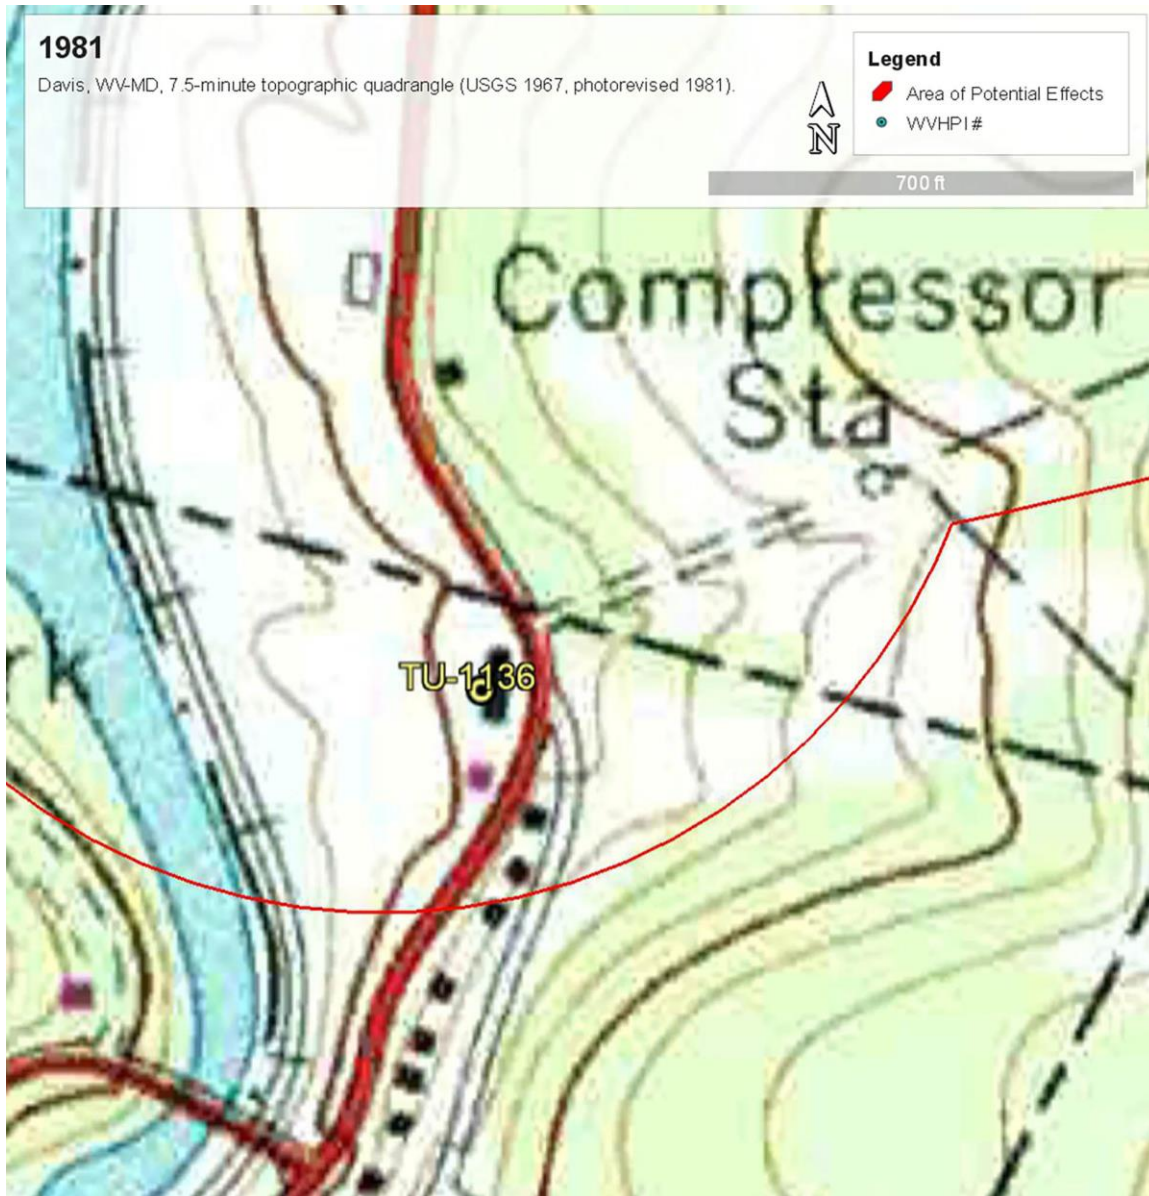 1981
Davis, WV-MD, 7.5-minute topographic quadrangle (USGS 1967, photorevised 1981).
N
Legend
Area of Potential Effects
WVHPI #
700 ft
Compressor
Sta
TU-1136